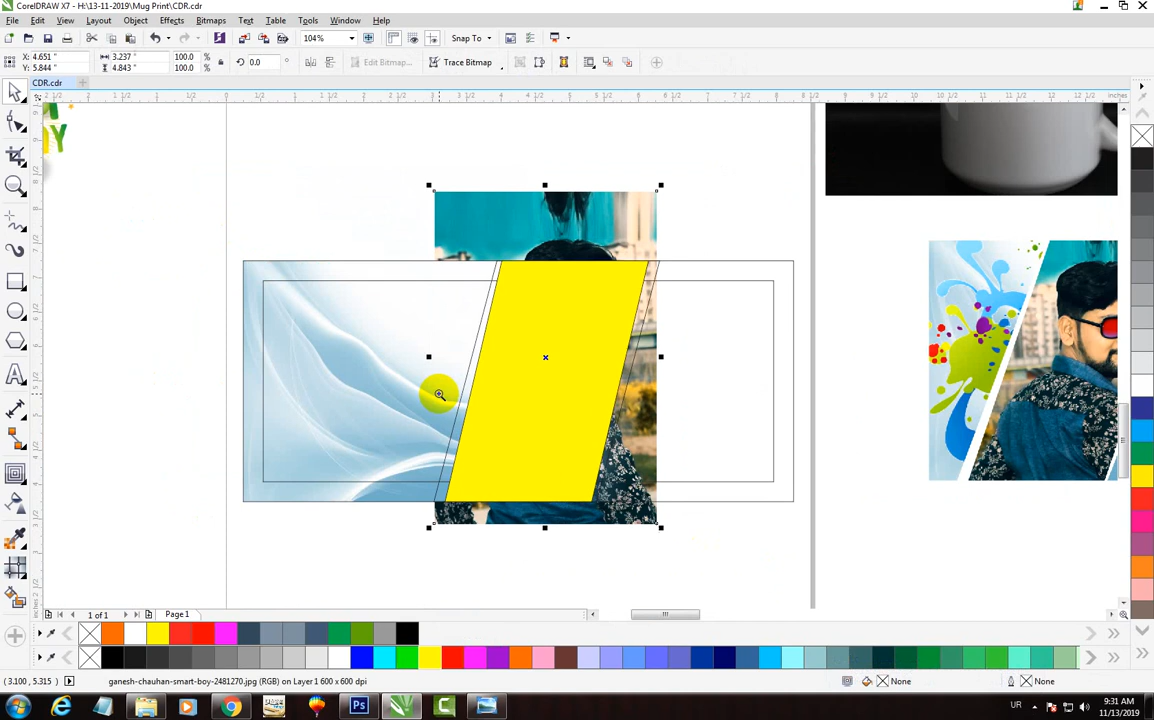 CorelDRAW X7 - H:\13-11-2019\Mug Print\CDR.cdr
File Edit View Layout Object Effects Bitmaps Text Table Tools Window Help
104% Snap To
X: 4.651 " 3.237 " 100.0 % 0.0 ° Edit Bitmap... Trace Bitmap
Y: 5.844 " 4.843 " 100.0 %
CDR.cdr
inches
Y
1 of 1 Page1
(3.100, 5.315) ganesh-chauhan-smart-boy-2481270.jpg (RGB) on Layer 1 600 x 600 dpi None None
Ps C
UR 9:31 AM
11/13/2019